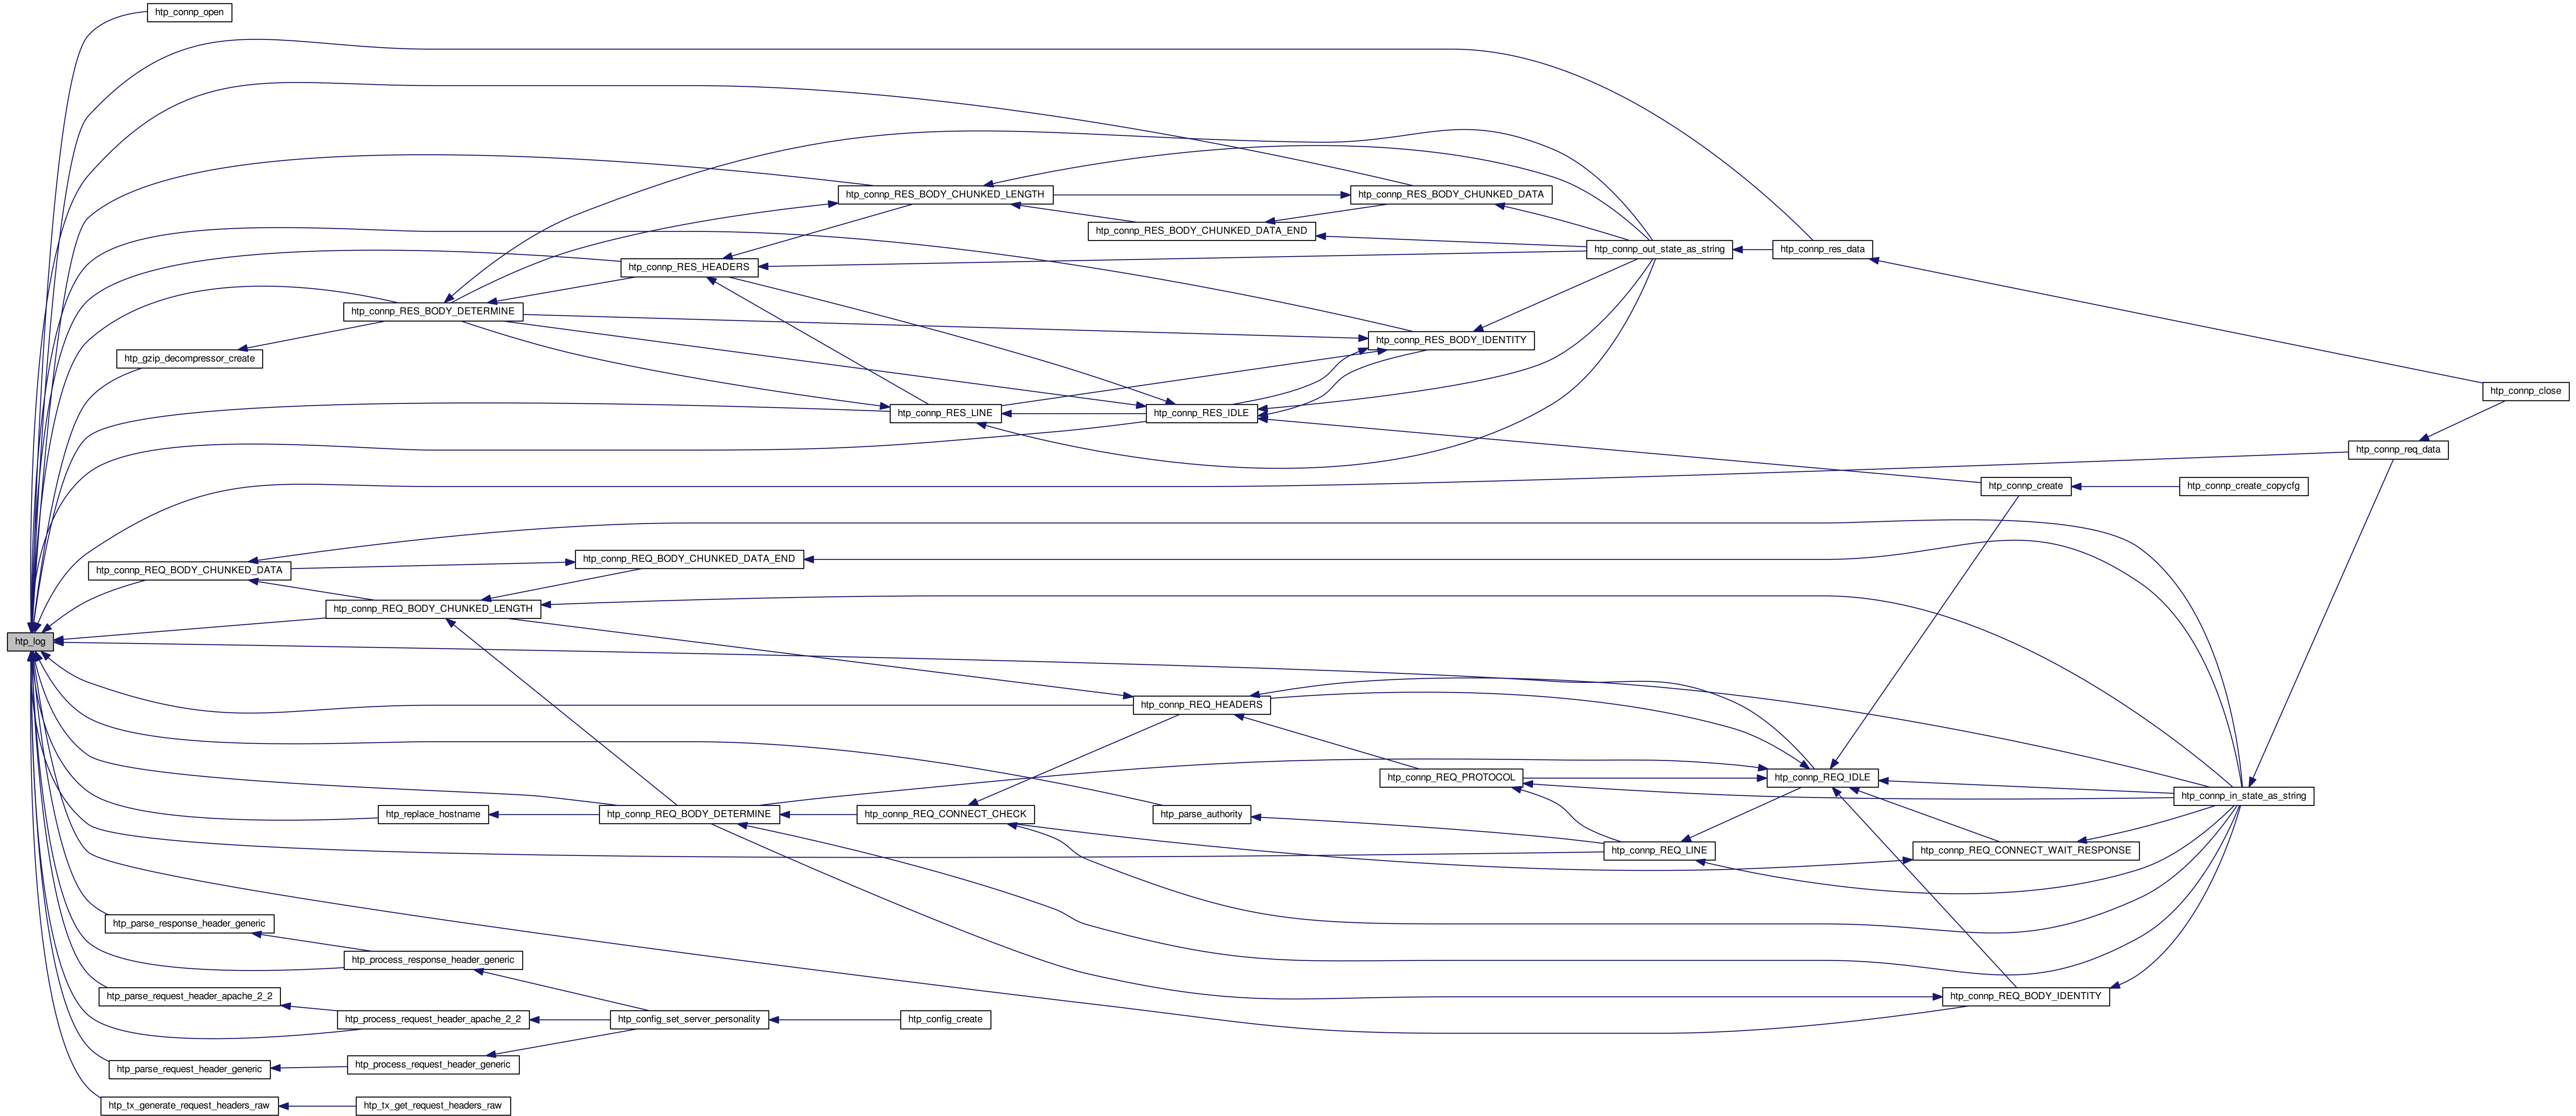 htp_connp_open
htp_connp_RES_BODY_CHUNKED_LENGTH
htp_connp_RES_BODY_CHUNKED_DATA
htp_connp_RES_BODY_CHUNKED_DATA_END
htp_connp_out_state_as_string
htp_connp_res_data
htp_connp_RES_HEADERS
htp_connp_RES_BODY_DETERMINE
htp_connp_RES_BODY_IDENTITY
htp_gzip_decompressor_create
htp_connp_close
htp_connp_RES_LINE
htp_connp_RES_IDLE
htp_connp_req_data
htp_connp_create
htp_connp_create_copycfg
htp_connp_REQ_BODY_CHUNKED_DATA_END
htp_connp_REQ_BODY_CHUNKED_DATA
htp_connp_REQ_BODY_CHUNKED_LENGTH
htp_log
htp_connp_REQ_HEADERS
htp_connp_REQ_PROTOCOL
htp_connp_REQ_IDLE
htp_connp_in_state_as_string
htp_replace_hostname
htp_connp_REQ_BODY_DETERMINE
htp_connp_REQ_CONNECT_CHECK
htp_parse_authority
htp_connp_REQ_LINE
htp_connp_REQ_CONNECT_WAIT_RESPONSE
htp_parse_response_header_generic
htp_process_response_header_generic
htp_parse_request_header_apache_2_2
htp_connp_REQ_BODY_IDENTITY
htp_process_request_header_apache_2_2
htp_config_set_server_personality
htp_config_create
htp_parse_request_header_generic
htp_process_request_header_generic
htp_tx_generate_request_headers_raw
htp_tx_get_request_headers_raw